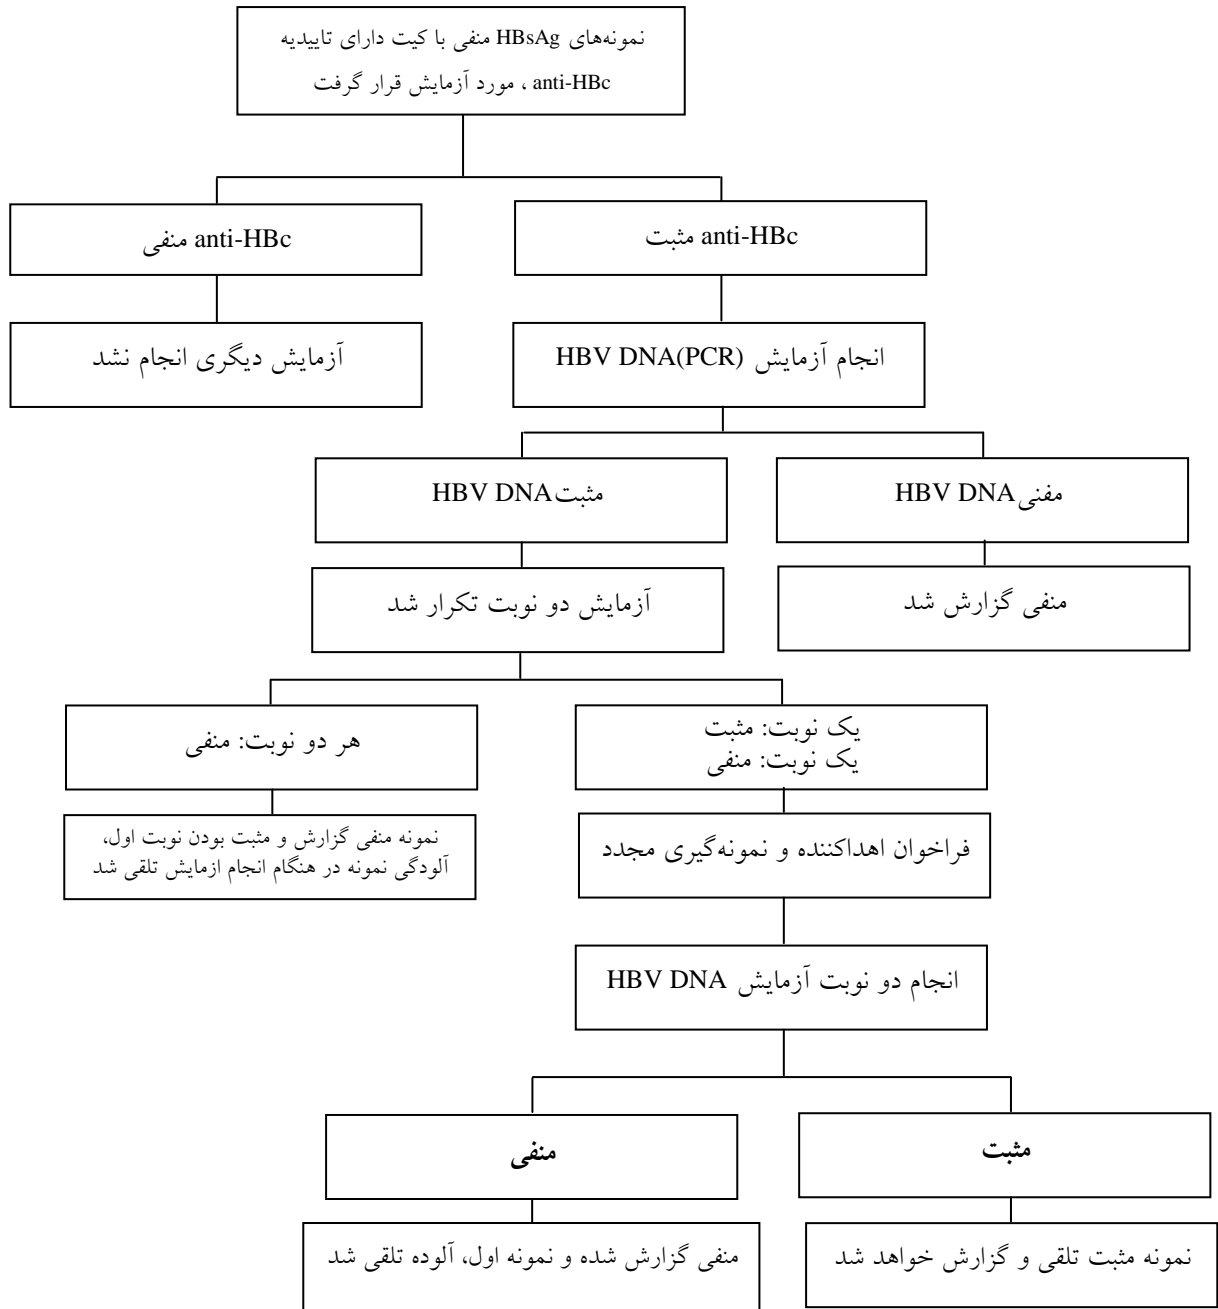 نمونه‌های HBsAg منفی با کیت دارای تاییدیه
anti-HBc ، مورد آزمایش قرار گرفت
anti-HBc مثبت
anti-HBc منفی
انجام آزمایش HBV DNA(PCR)
آزمایش دیگری انجام نشد
مفنی HBV DNA
مثبت HBV DNA
منفی گزارش شد
آزمایش دو نوبت تکرار شد
یک نوبت: مثبت
یک نوبت: منفی
هر دو نوبت: منفی
فراخوان اهداکننده و نمونه‌گیری مجدد
نمونه منفی گزارش و مثبت بودن نوبت اول،
آلودگی نمونه در هنگام انجام ازمایش تلقی شد
انجام دو نوبت آزمایش HBV DNA
مثبت
منفی
نمونه مثبت تلقی و گزارش خواهد شد
منفی گزارش شده و نمونه اول، آلوده تلقی شد